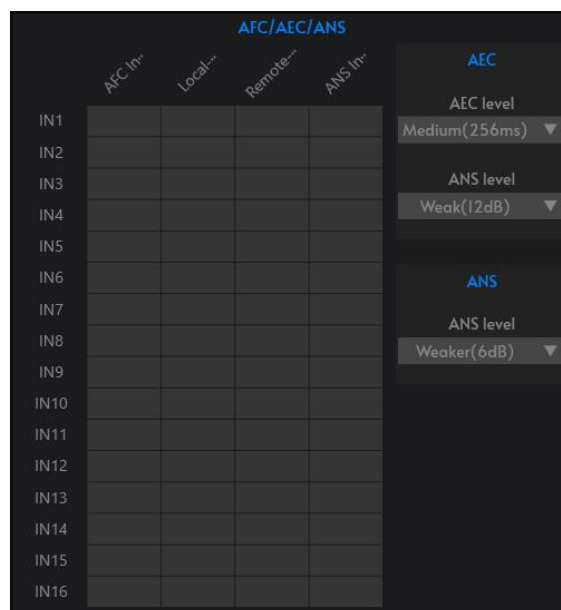 AFC/AEC/ANS
AFC In··
Local···
Remote···
ANS In··
IN1
IN2
IN3
IN4
IN5
IN6
IN7
IN8
IN9
IN10
IN11
IN12
IN13
IN14
IN15
IN16
AEC
AEC level
Medium(256ms) ▼
ANS level
Weak(12dB) ▼
ANS
ANS level
Weaker(6dB) ▼